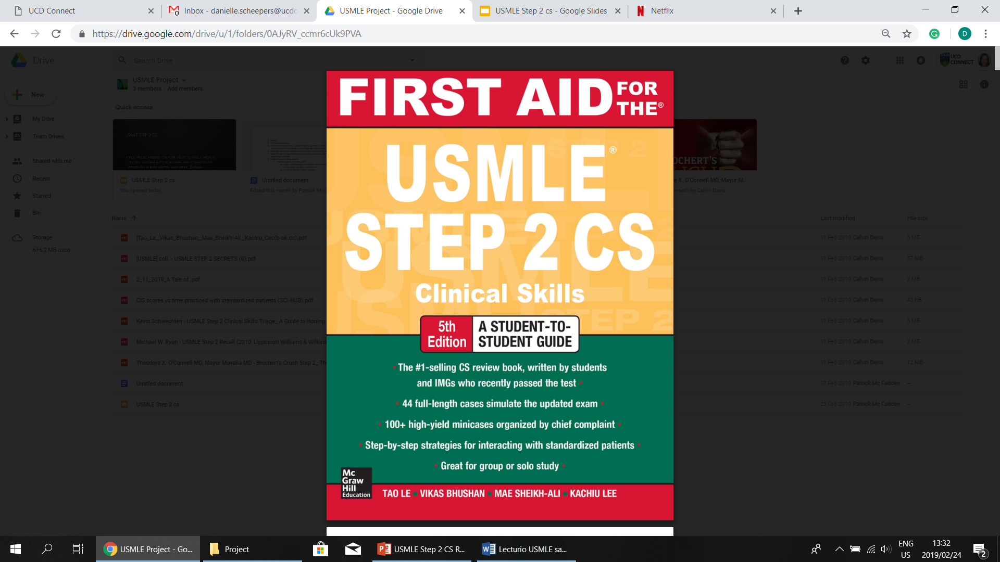 UCD Connect
Inbox - danielle.scheepers@ucdc
USMLE Project - Google Drive
USMLE Step 2 cs - Google Slides
Netflix
https://drive.google.com/drive/u/1/folders/0AJyRV_ccmr6cUk9PVA
D
Drive
Search Drive
UCD
CONNECT
USMLE Project
3 members · Add members
New
Quick access
My Drive
Team Drives
Shared with me
Recent
Starred
Bin
Storage
675.2 MB used
USMLE STEP 2 CS
USMLE Step 2 cs
You opened today
Untitled document
Edited this month by Patrick Mc
OCHERT'S
e X. O'Connell MD, Mayur M...
month by Calvin Davis
Name
Last modified
File size
[Tao_Le,_Vikas_Bhushan,_Mae_Sheikh-Ali,_Kachiu_Cec(b-ok.cc).pdf
11 Feb 2019 Calvin Davis
3 MB
[USMLE] coll. - USMLE STEP 2 SECRETS (0).pdf
11 Feb 2019 Calvin Davis
37 MB
2_11_2019_A Tale of .pdf
11 Feb 2019 Calvin Davis
2 MB
CIS scores vs time practiced with standardized patients (SCI-HUB).pdf
11 Feb 2019 Calvin Davis
43 KB
Kevin Schwechten - USMLE Step 2 Clinical Skills Triage_ A Guide to Honing
11 Feb 2019 Calvin Davis
3 MB
Michael W. Ryan - USMLE Step 2 Recall (2010, Lippincott Williams & Wilkins
11 Feb 2019 Calvin Davis
2 MB
Theodore X. O'Connell MD, Mayur Movalia MD - Brochert's Crush Step 2_ Th
11 Feb 2019 Calvin Davis
12 MB
Untitled document
17 Feb 2019 Patrick Mc Fadden
—
USMLE Step 2 cs
23 Feb 2019 Patrick Mc Fadden
—
FIRST AID FOR THE®
USMLE®
STEP 2 CS
Clinical Skills
5th
Edition
A STUDENT-TO-
STUDENT GUIDE
• The #1-selling CS review book, written by students
and IMGs who recently passed the test •
• 44 full-length cases simulate the updated exam •
• 100+ high-yield minicases organized by chief complaint •
• Step-by-step strategies for interacting with standardized patients •
• Great for group or solo study •
Mc
Graw
Hill
Education
TAO LE ▪ VIKAS BHUSHAN ▪ MAE SHEIKH-ALI ▪ KACHIU LEE
USMLE Project - Go...
Project
USMLE Step 2 CS R...
Lecturio USMLE sa...
ENG
US
13:32
2019/02/24
2